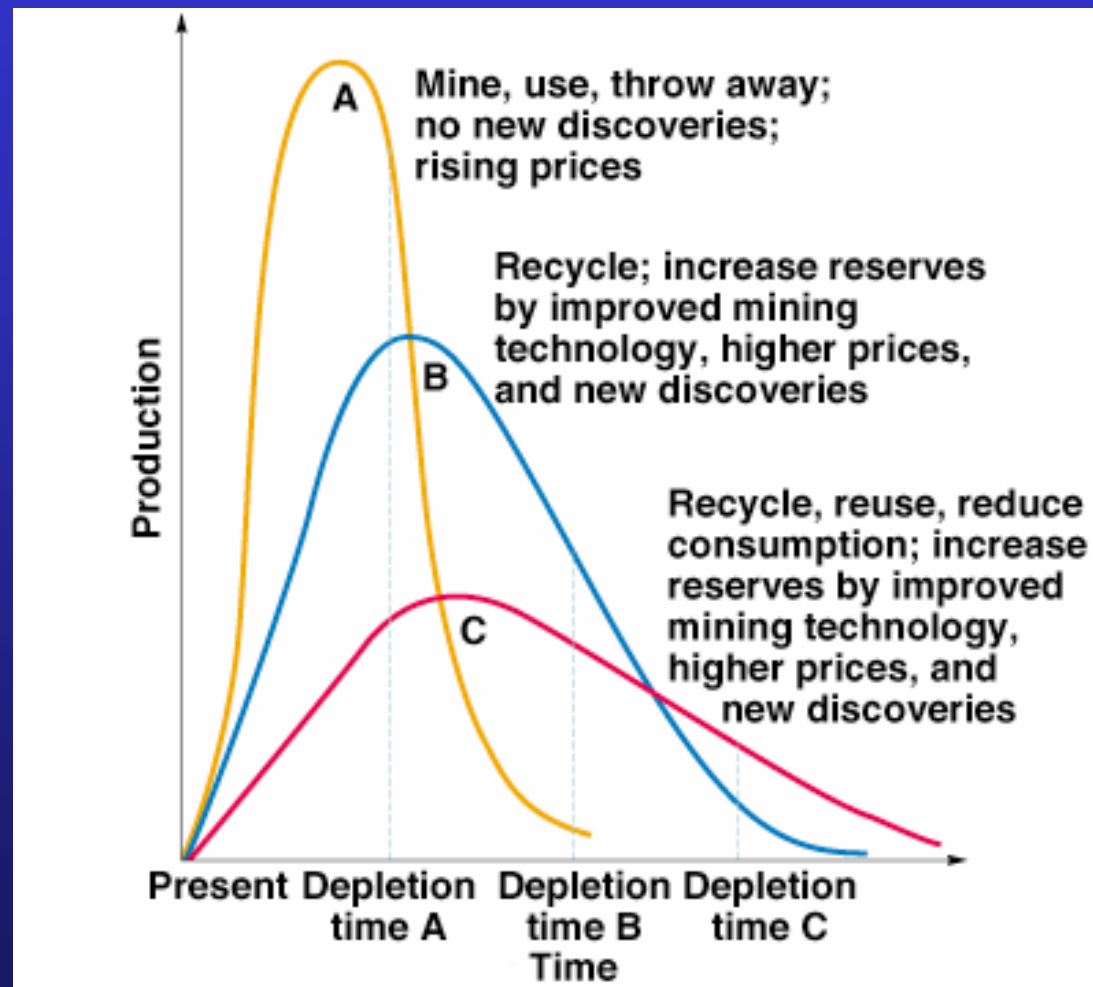 A
Mine, use, throw away;
no new discoveries;
rising prices
Recycle; increase reserves
by improved mining
technology, higher prices,
and new discoveries
B
Recycle, reuse, reduce
consumption; increase
reserves by improved
mining technology,
higher prices, and
new discoveries
C
Production
Present
Depletion
time A
Depletion
time B
Depletion
time C
Time